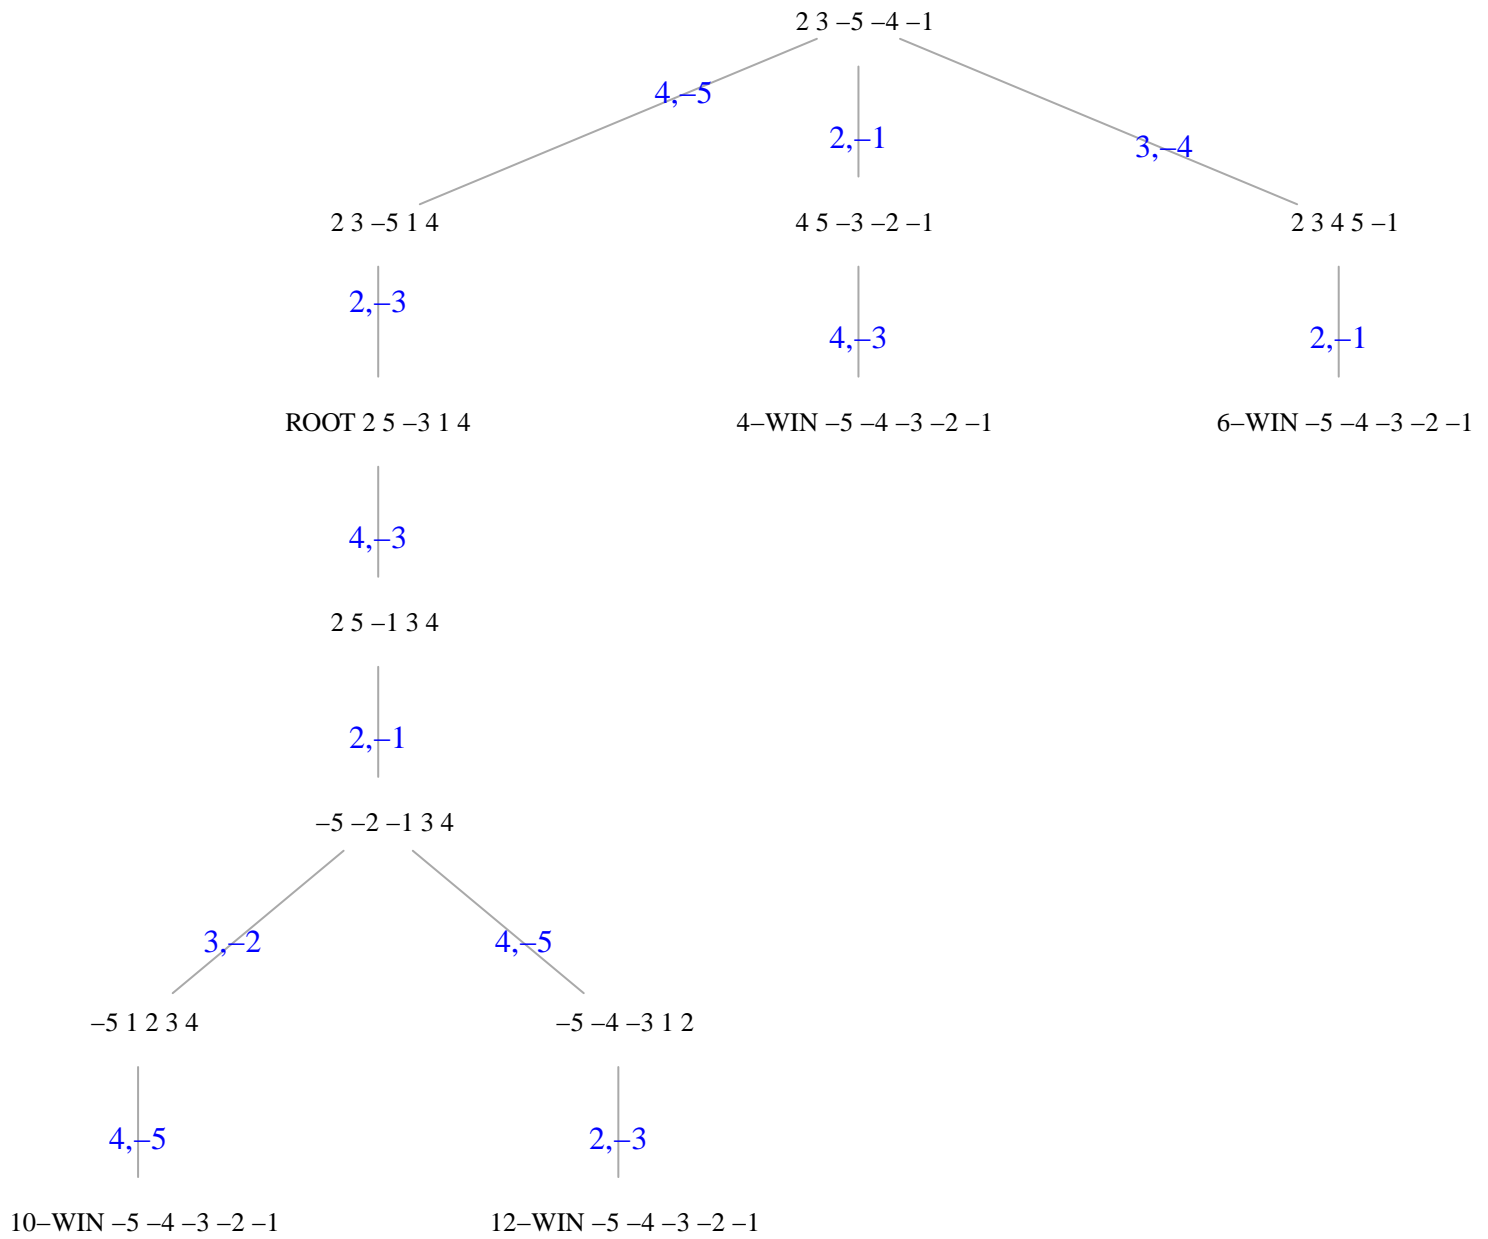 2 3 –5 –4 –1
4,–5
2,–1
3,–4
2 3 –5 1 4
4 5 –3 –2 –1
2 3 4 5 –1
2,–3
4,–3
2,–1
ROOT 2 5 –3 1 4
4–WIN –5 –4 –3 –2 –1
6–WIN –5 –4 –3 –2 –1
4,–3
2 5 –1 3 4
2,–1
–5 –2 –1 3 4
3,–2
4,–5
–5 1 2 3 4
–5 –4 –3 1 2
4,–5
2,–3
10–WIN –5 –4 –3 –2 –1
12–WIN –5 –4 –3 –2 –1